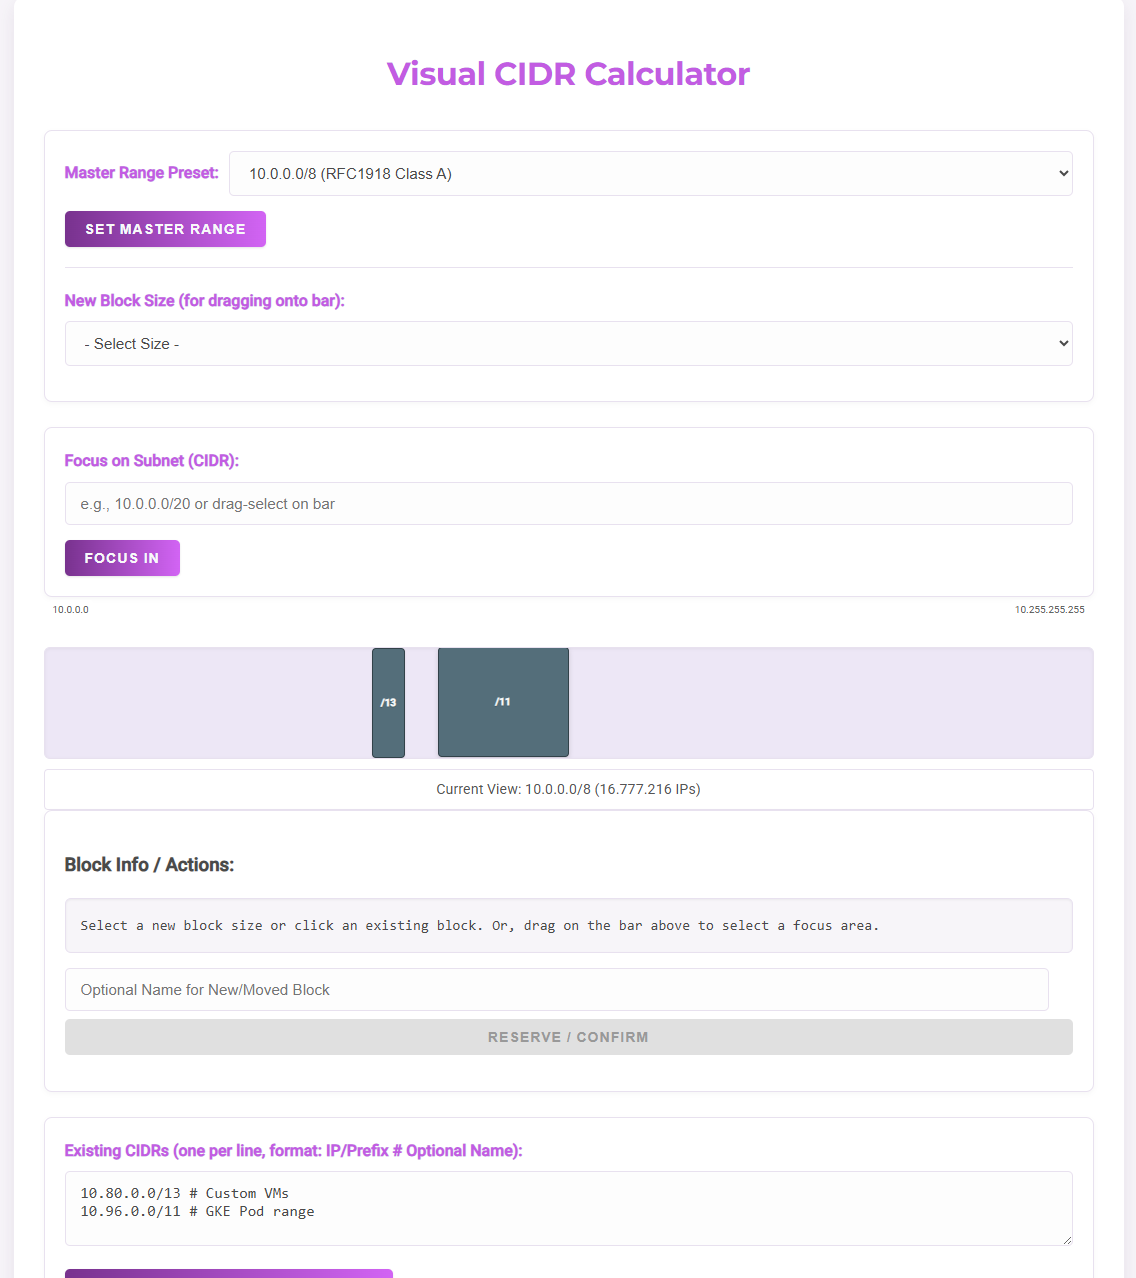 Visual CIDR Calculator
Master Range Preset:
10.0.0.0/8 (RFC1918 Class A)
SET MASTER RANGE
New Block Size (for dragging onto bar):
- Select Size -
Focus on Subnet (CIDR):
e.g., 10.0.0.0/20 or drag-select on bar
FOCUS IN
10.0.0.0
10.255.255.255
/13
/11
Current View: 10.0.0.0/8 (16.777.216 IPs)
Block Info / Actions:
Select a new block size or click an existing block. Or, drag on the bar above to select a focus area.
Optional Name for New/Moved Block
RESERVE / CONFIRM
Existing CIDRs (one per line, format: IP/Prefix # Optional Name):
10.80.0.0/13 # Custom VMs
10.96.0.0/11 # GKE Pod range